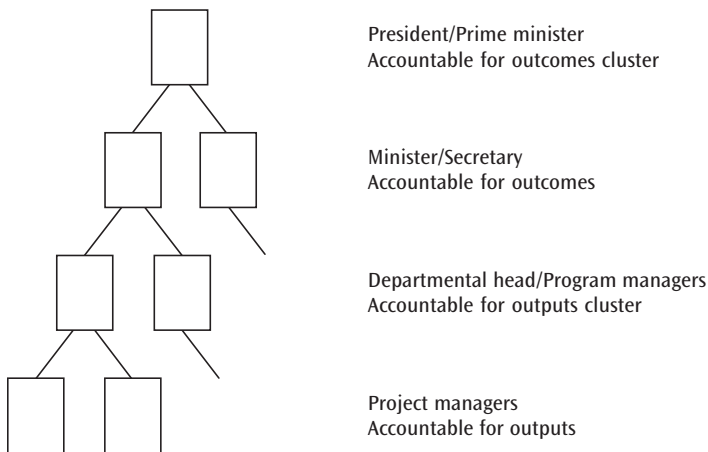 President/Prime minister
Accountable for outcomes cluster
Minister/Secretary
Accountable for outcomes
Departmental head/Program managers
Accountable for outputs cluster
Project managers
Accountable for outputs